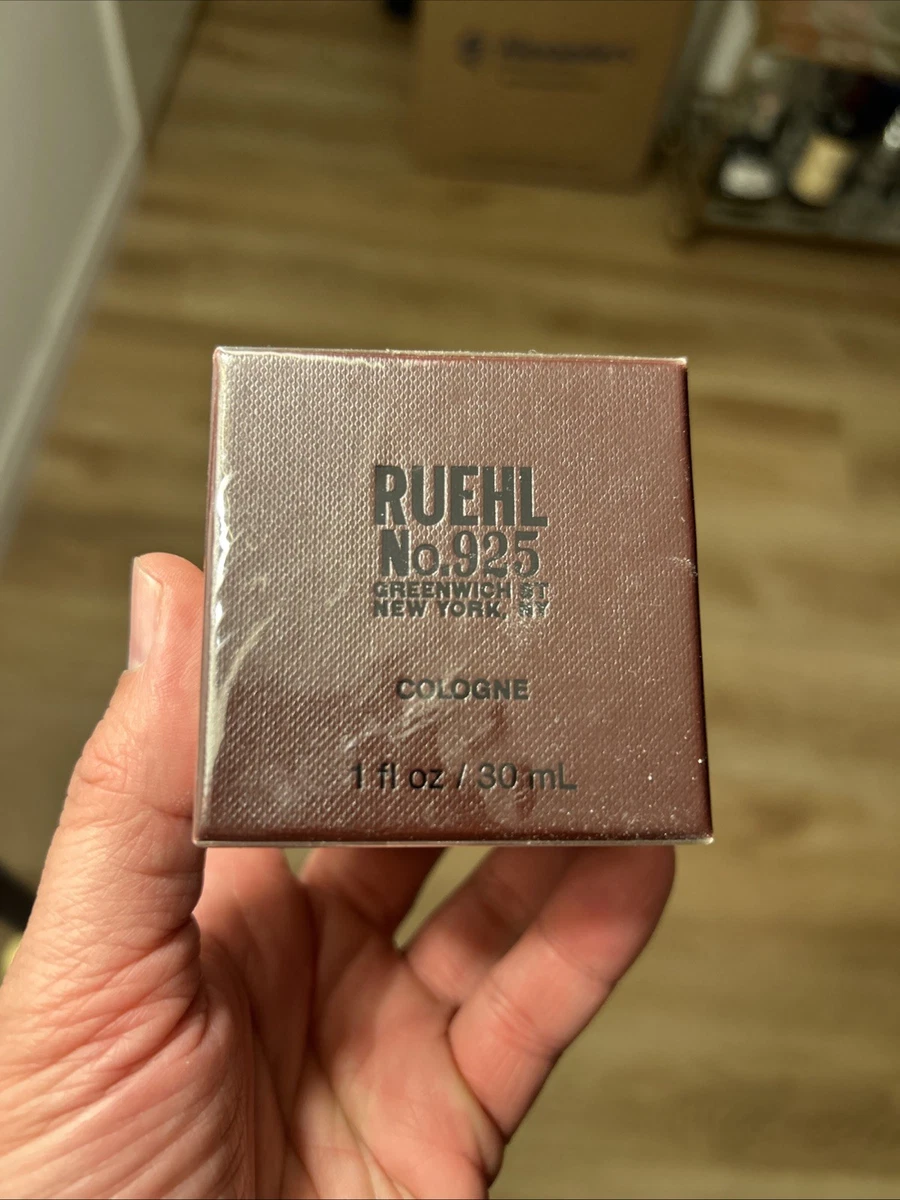 RUEHL
No.925
GREENWICH ST
NEW YORK, NY
COLOGNE
1 fl oz / 30 mL